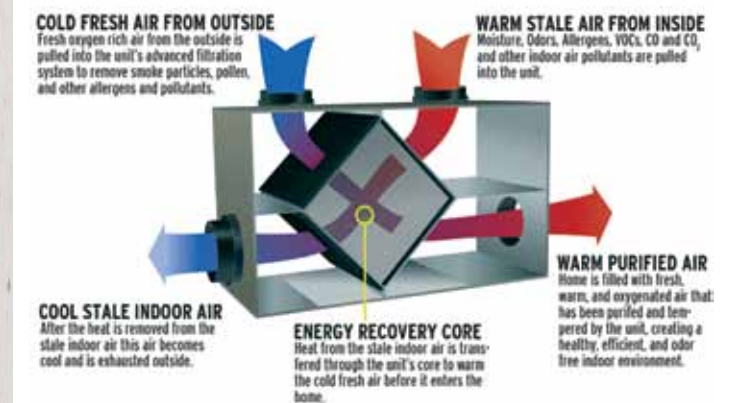 COLD FRESH AIR FROM OUTSIDE
Fresh oxygen rich air from the outside is
pulled into the unit's advanced filtration
system to remove smoke particles, pollen,
and other allergens and pollutants.
WARM STALE AIR FROM INSIDE
Moisture, Odors, Allergens, VOCs, CO and CO₂
and other indoor air pollutants are pulled
into the unit.
COOL STALE INDOOR AIR
After the heat is removed from the
stale indoor air this air becomes
cool and is exhausted outside.
ENERGY RECOVERY CORE
Heat from the stale indoor air is trans-
fered through the unit's core to warm
the cold fresh air before it enters the
home.
WARM PURIFIED AIR
Home is filled with fresh,
warm, and oxygenated air that
has been purifed and tem-
pered by the unit, creating a
healthy, efficient, and odor
free indoor environment.